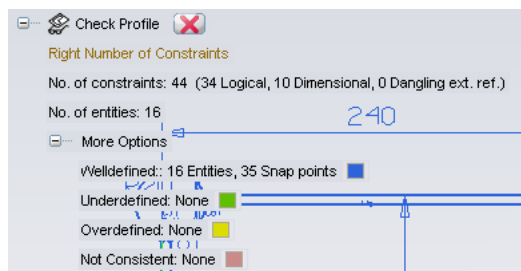 Check Profile
Right Number of Constraints
No. of constraints: 44 (34 Logical, 10 Dimensional, 0 Dangling ext. ref.)
No. of entities: 16
240
More Options
Welldefined:: 16 Entities, 35 Snap points
Underdefined: None
Overdefined: None
Not Consistent: None